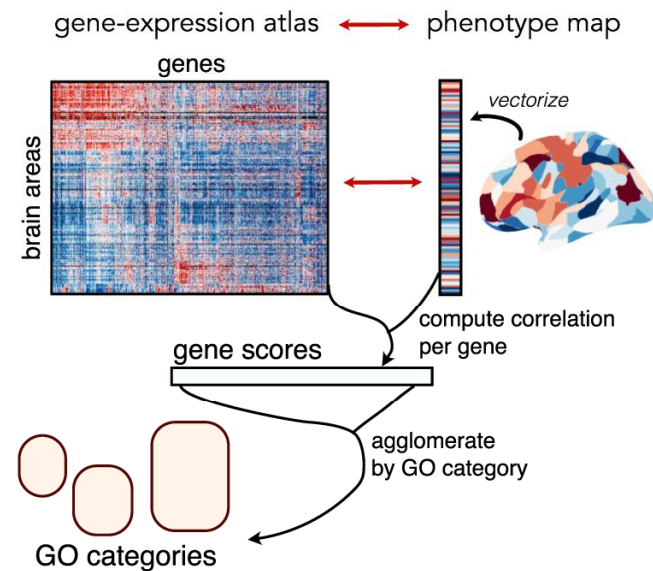 gene-expression atlas
phenotype map
genes
vectorize
brain areas
compute correlation
per gene
gene scores
agglomerate
by GO category
GO categories